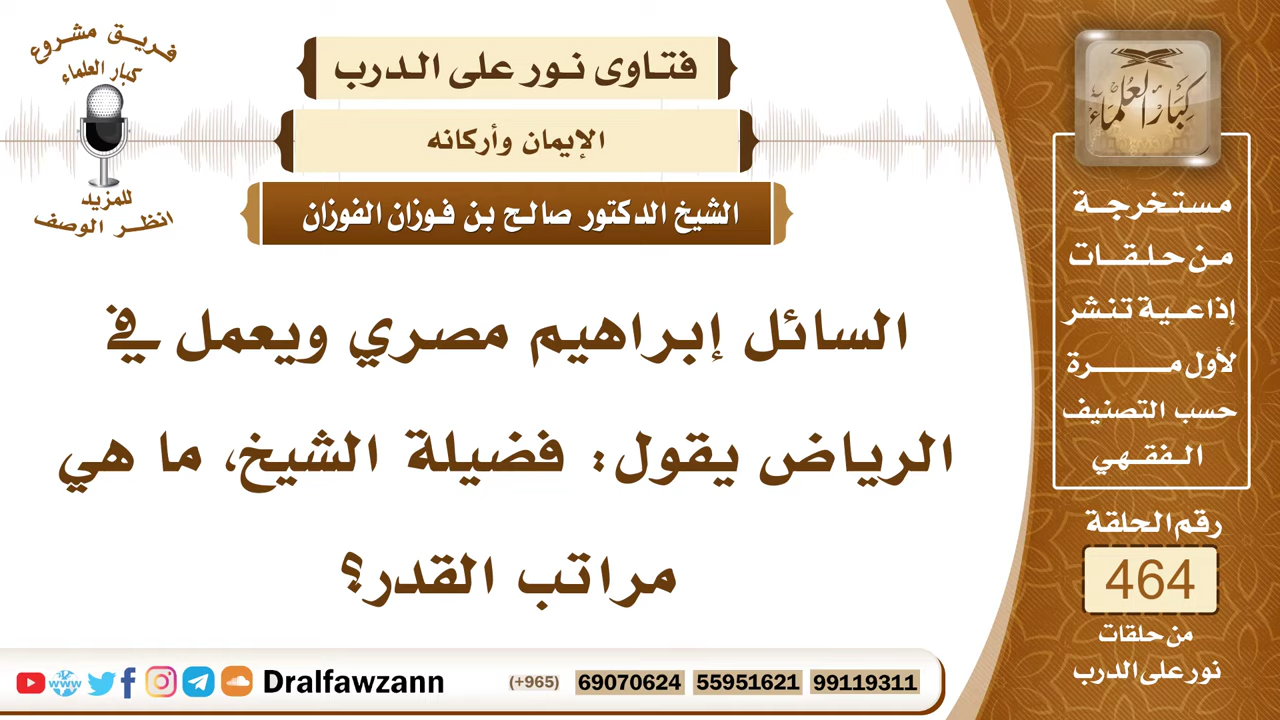 فريق مشروع
كبار العلماء
للمزيد
انظر الوصف
فتاوى نور على الدرب
الإيمان وأركانه
الشيخ الدكتور صالح بن فوزان الفوزان
السائل إبراهيم مصري ويعمل في
الرياض يقول: فضيلة الشيخ، ما هي
مراتب القدر؟
كبار العلماء
مستخرجة
من حلقات
إذاعية تنشر
لأول مرة
حسب التصنيف
الفقهي
رقم الحلقة
464
من حلقات
نور على الدرب
www Dralfawzann (+965) 69070624 55951621 99119311